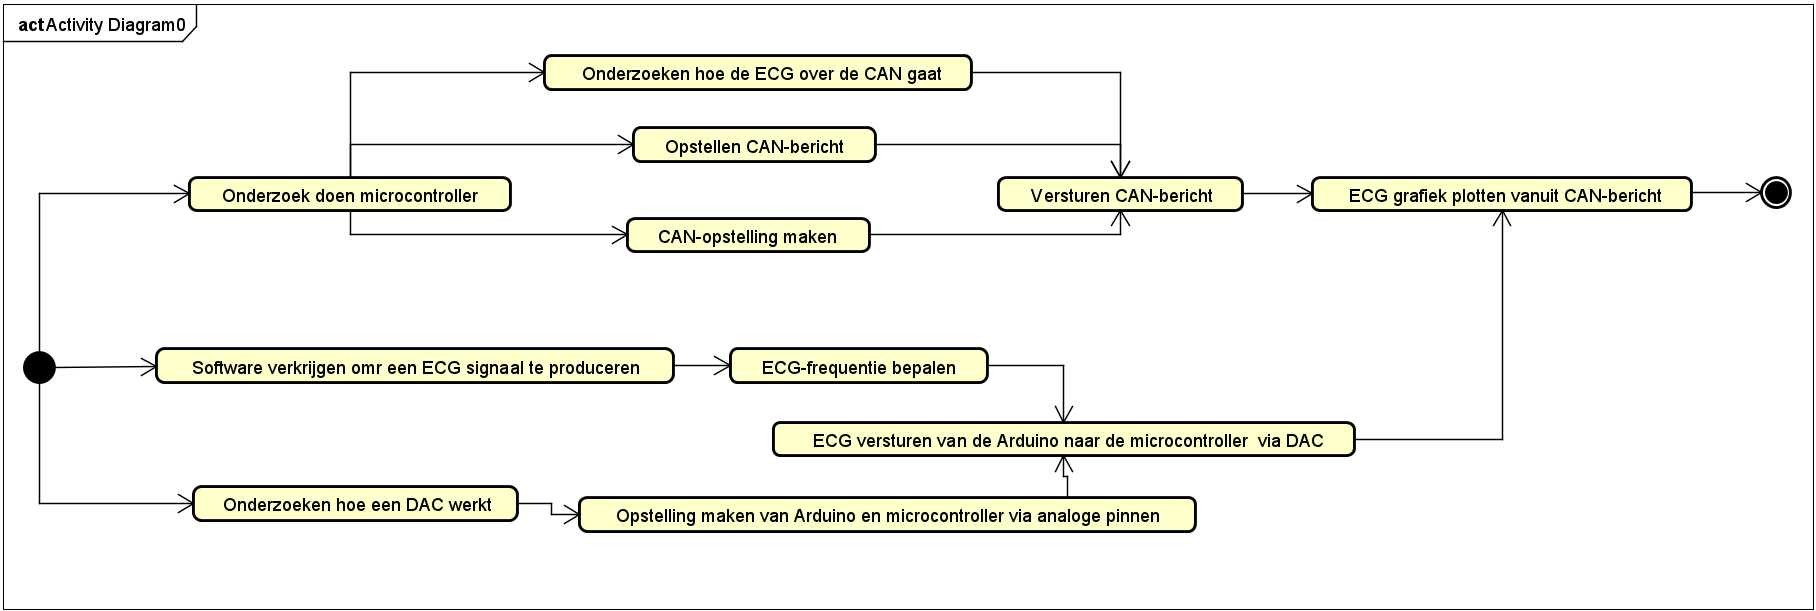 actActivity Diagram0
Onderzoeken hoe de ECG over de CAN gaat
Opstellen CAN-bericht
Onderzoek doen microcontroller
Versturen CAN-bericht
ECG grafiek plotten vanuit CAN-bericht
CAN-opstelling maken
Software verkrijgen omr een ECG signaal te produceren
ECG-frequentie bepalen
ECG versturen van de Arduino naar de microcontroller  via DAC
Onderzoeken hoe een DAC werkt
Opstelling maken van Arduino en microcontroller via analoge pinnen